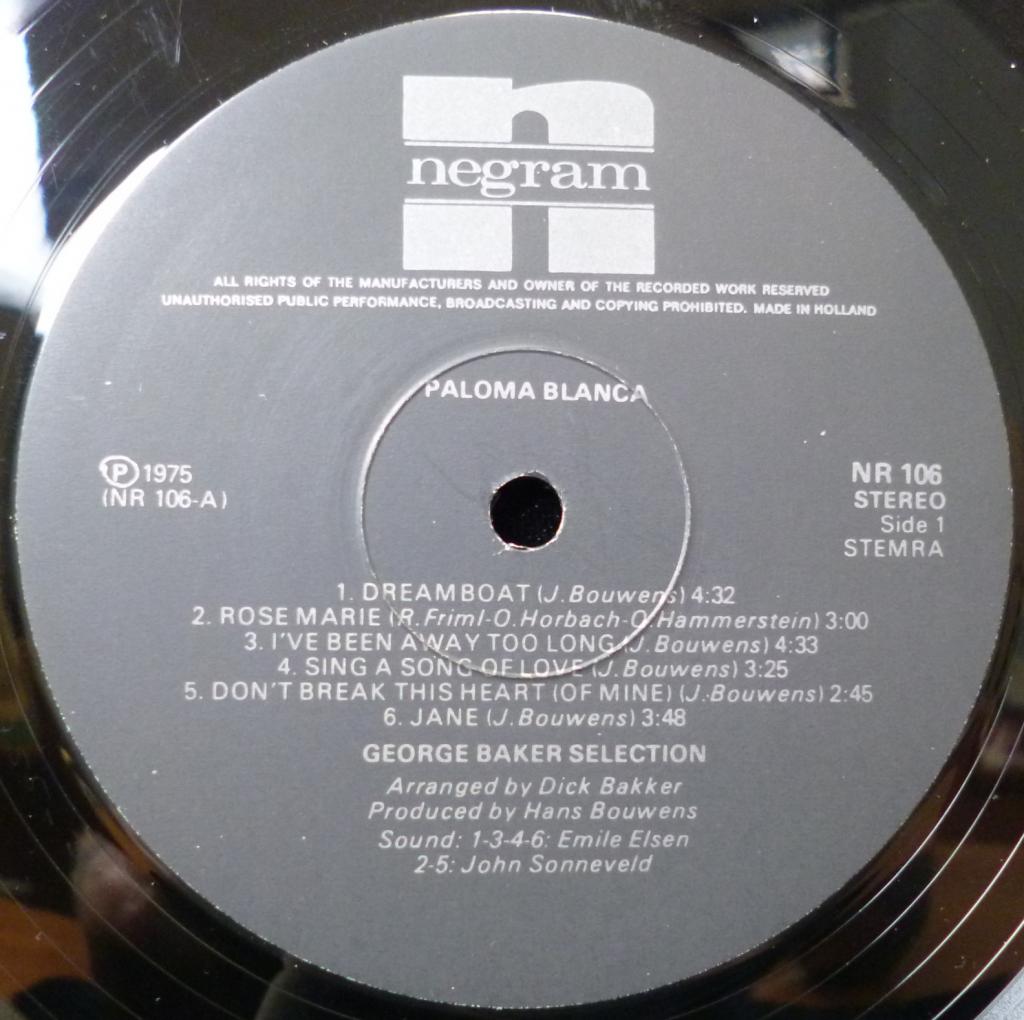 negram
ALL RIGHTS OF THE MANUFACTURERS AND OWNER OF THE RECORDED WORK RESERVED
UNAUTHORISED PUBLIC PERFORMANCE, BROADCASTING AND COPYING PROHIBITED. MADE IN HOLLAND
PALOMA BLANCA
Ⓟ 1975
(NR 106-A)
NR 106
STEREO
Side 1
STEMRA
1. DREAMBOAT (J. Bouwens) 4:32
2. ROSE MARIE (R. Friml-O. Horbach-O. Hammerstein) 3:00
3. I'VE BEEN AWAY TOO LONG (J. Bouwens) 4:33
4. SING A SONG OF LOVE (J. Bouwens) 3:25
5. DON'T BREAK THIS HEART (OF MINE) (J. Bouwens) 2:45
6. JANE (J. Bouwens) 3:48
GEORGE BAKER SELECTION
Arranged by Dick Bakker
Produced by Hans Bouwens
Sound: 1-3-4-6: Emile Elsen
2-5: John Sonneveld